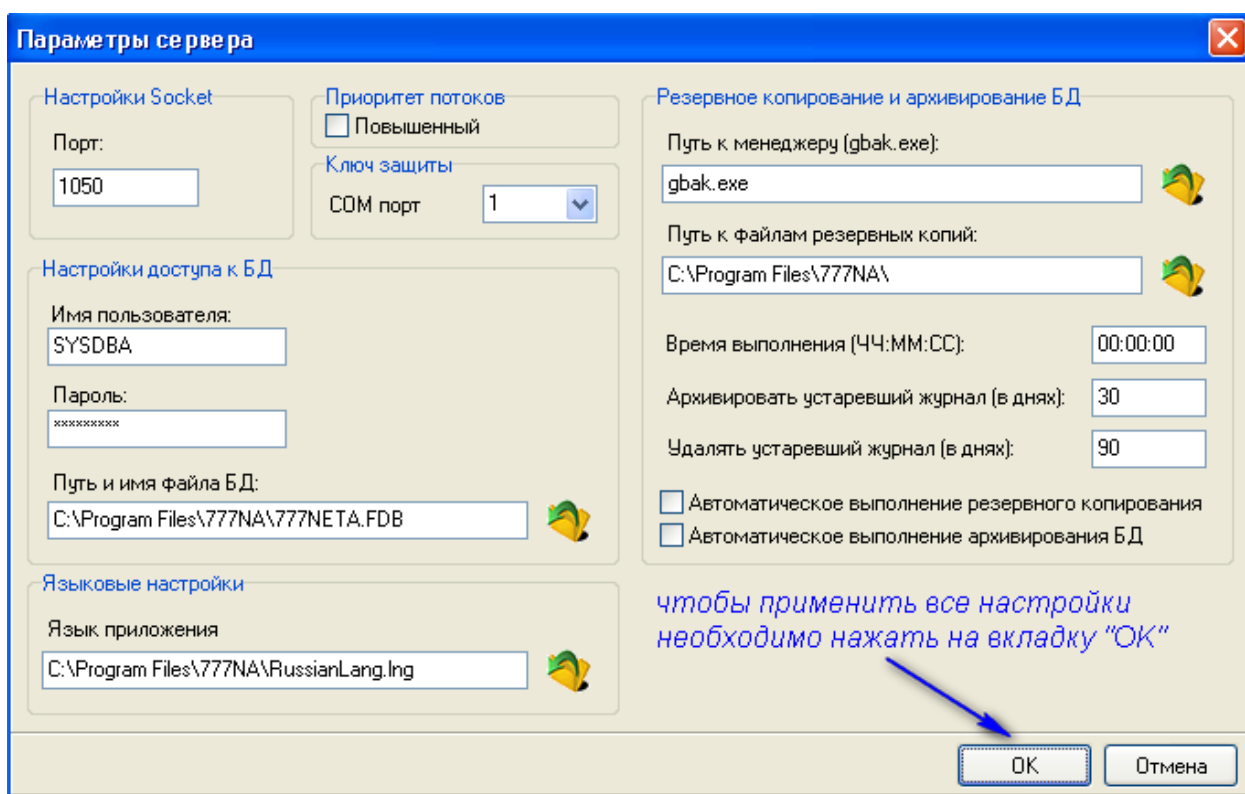 Параметры сервера
Настройки Socket
Порт:
1050
Приоритет потоков
Повышенный
Ключ защиты
COM порт
1
Настройки доступа к БД
Имя пользователя:
SYSDBA
Пароль:
×××××××××
Путь и имя файла БД:
C:\Program Files\777NA\777NETA.FDB
Языковые настройки
Язык приложения
C:\Program Files\777NA\RussianLang.lng
Резервное копирование и архивирование БД
Путь к менеджеру (gbak.exe):
gbak.exe
Путь к файлам резервных копий:
C:\Program Files\777NA\
Время выполнения (ЧЧ:ММ:СС):
00:00:00
Архивировать устаревший журнал (в днях):
30
Удалять устаревший журнал (в днях):
90
Автоматическое выполнение резервного копирования
Автоматическое выполнение архивирования БД
чтобы применить все настройки
необходимо нажать на вкладку "ОК"
OK
Отмена